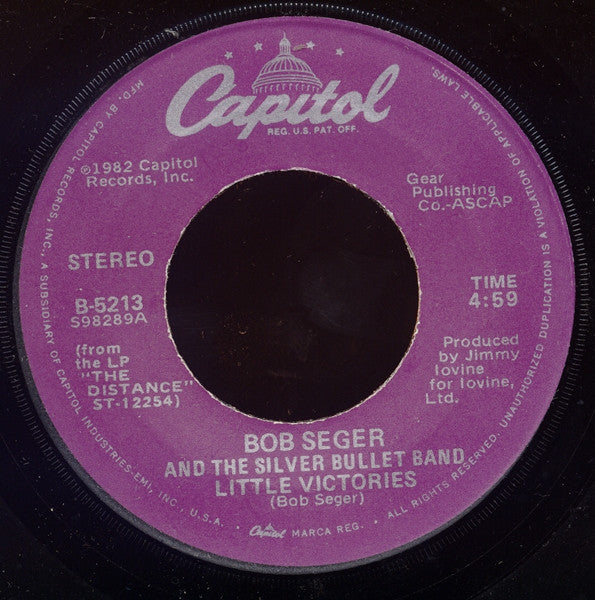 Capitol
REG. U.S. PAT. OFF.
©1982 Capitol
Records, Inc.
Gear
Publishing
Co.-ASCAP
STEREO
B-5213
S98289A
(from
the LP
"THE
DISTANCE"
ST-12254)
TIME
4:59
Produced
by Jimmy
Iovine
for Iovine,
Ltd.
BOB SEGER
AND THE SILVER BULLET BAND
LITTLE VICTORIES
(Bob Seger)
MFD. BY CAPITOL RECORDS, INC., A SUBSIDIARY OF CAPITOL INDUSTRIES-EMI, INC., U.S.A. • Capitol MARCA REG. • ALL RIGHTS RESERVED. UNAUTHORIZED DUPLICATION IS A VIOLATION OF APPLICABLE LAWS.